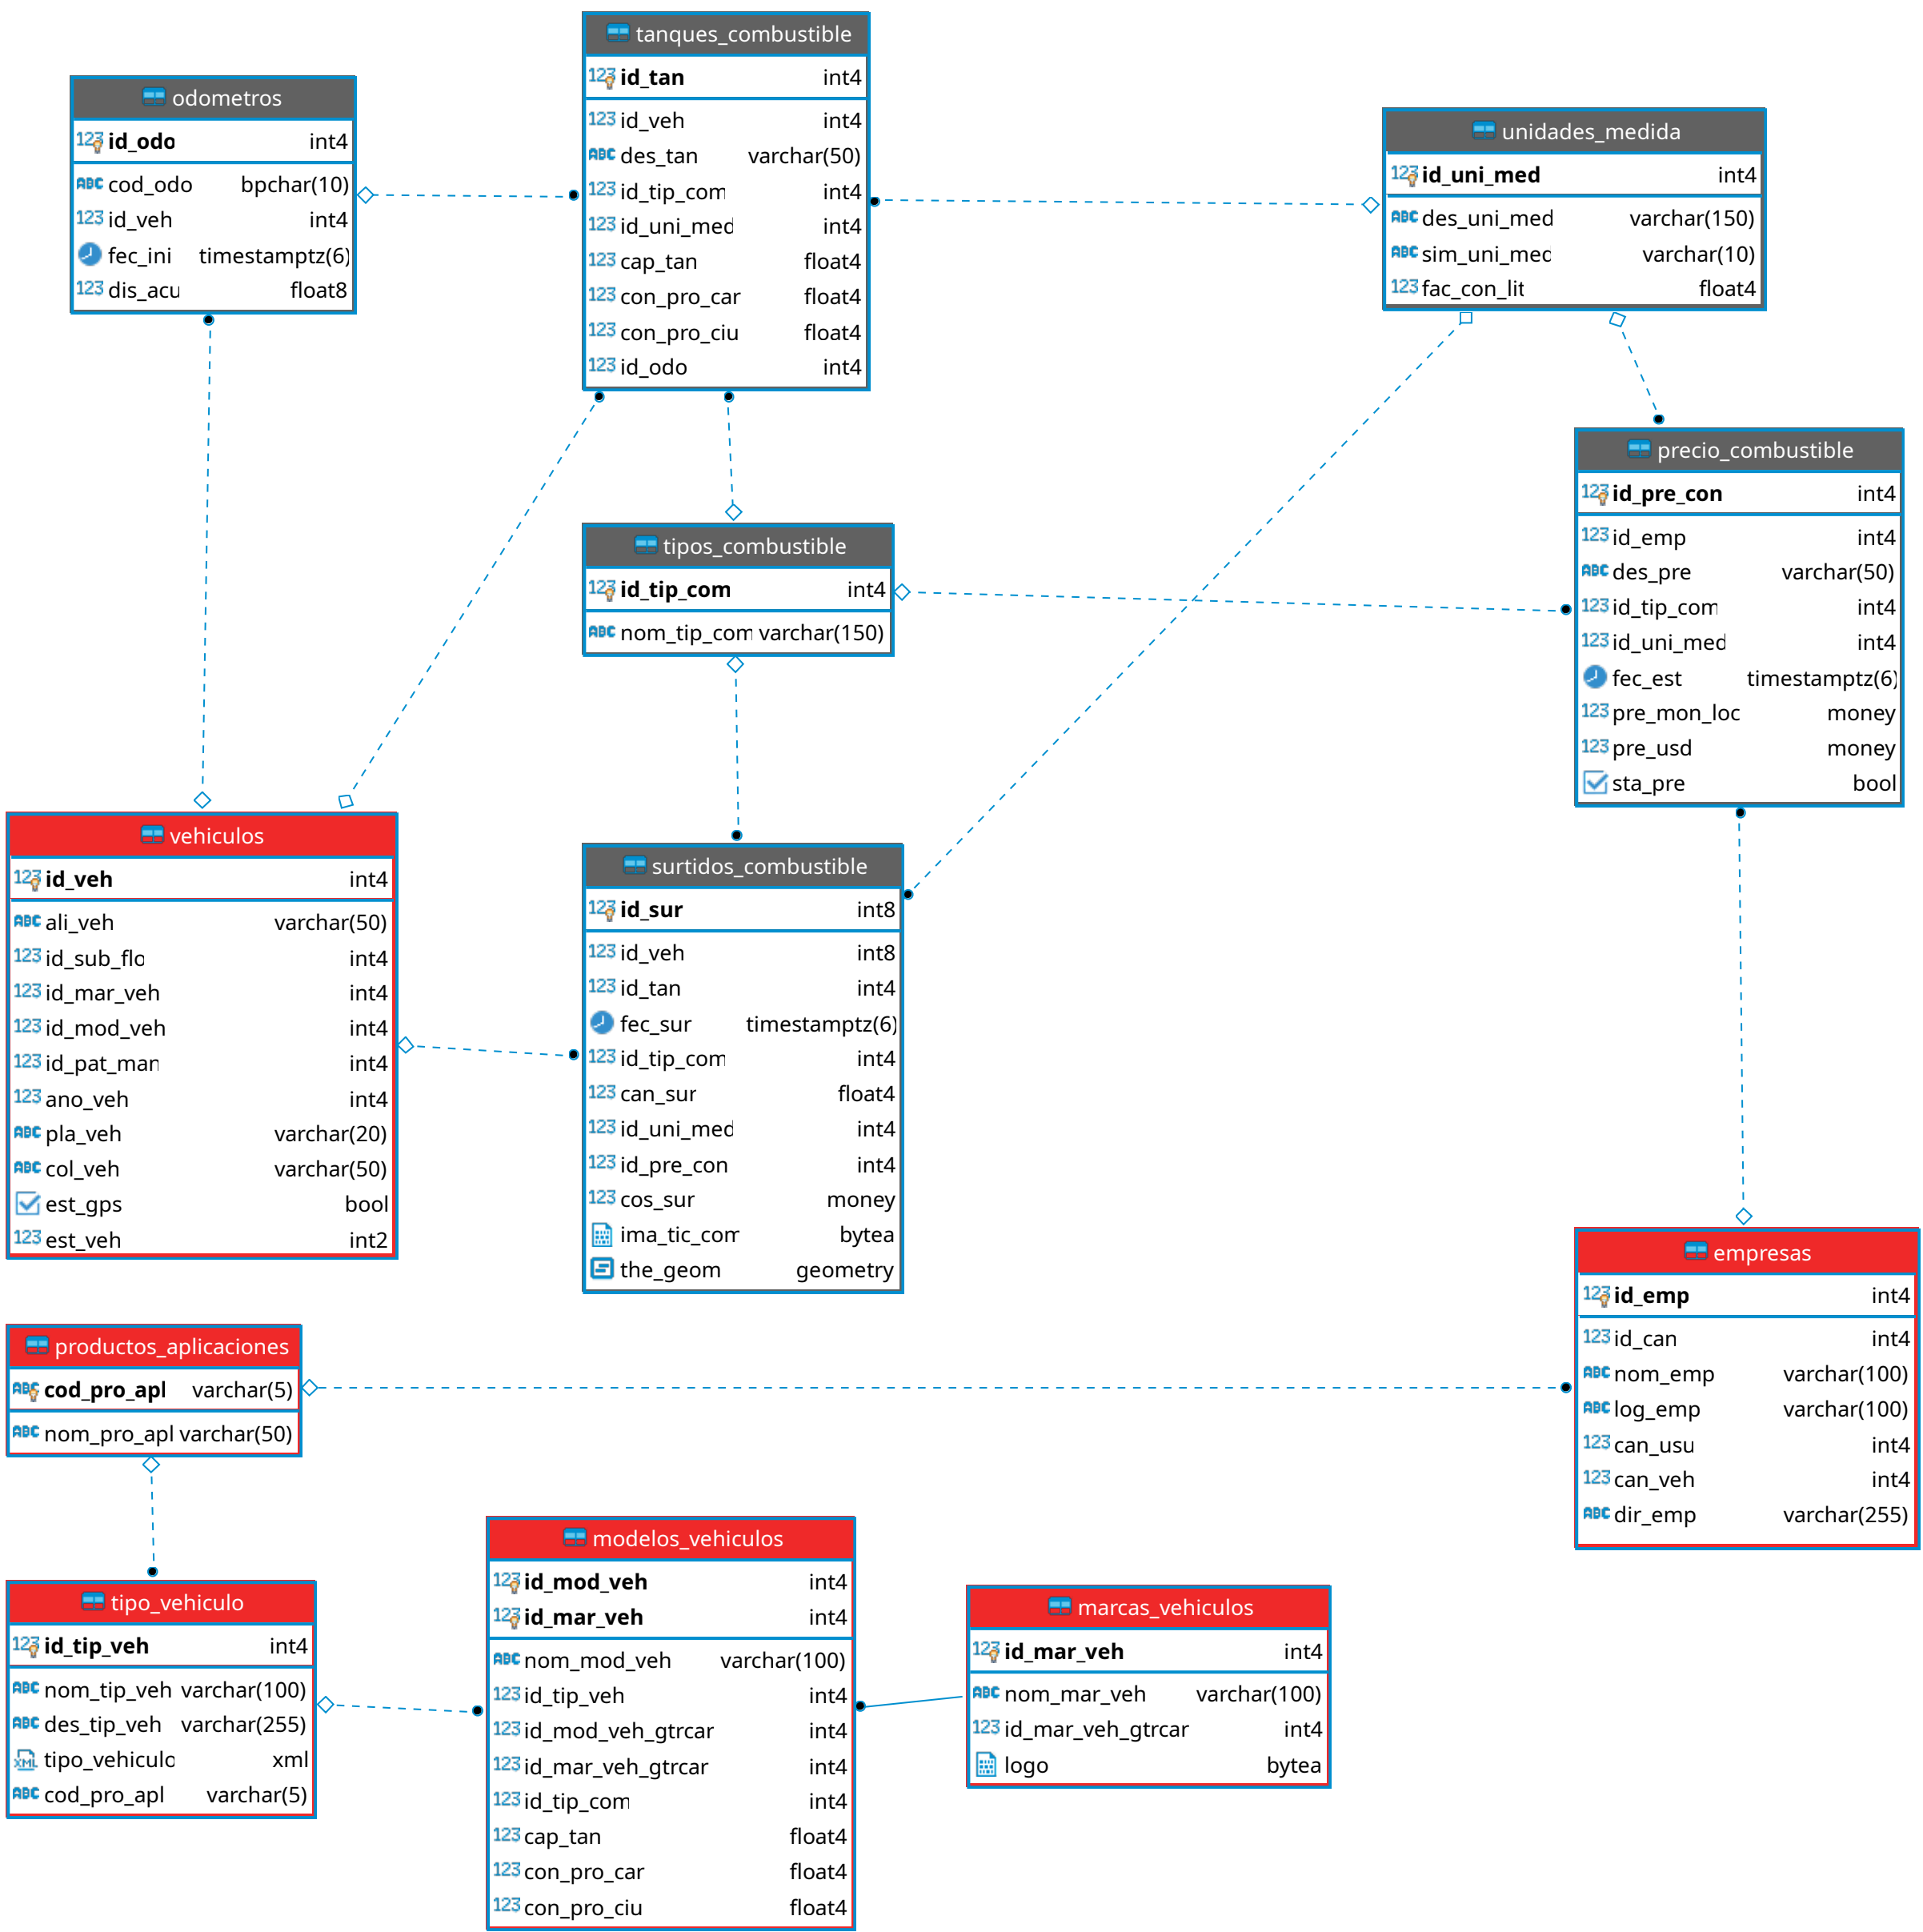 tanques_combustible
id_tan int4
id_veh int4
des_tan varchar(50)
id_tip_com int4
id_uni_med int4
cap_tan float4
con_pro_car float4
con_pro_ciu float4
id_odo int4
odometros
id_odo int4
cod_odo bpchar(10)
id_veh int4
fec_ini timestamptz(6)
dis_acu float8
unidades_medida
id_uni_med int4
des_uni_med varchar(150)
sim_uni_med varchar(10)
fac_con_lit float4
precio_combustible
id_pre_con int4
id_emp int4
des_pre varchar(50)
id_tip_com int4
id_uni_med int4
fec_est timestamptz(6)
pre_mon_loc money
pre_usd money
sta_pre bool
tipos_combustible
id_tip_com int4
nom_tip_com varchar(150)
vehiculos
id_veh int4
ali_veh varchar(50)
id_sub_flo int4
id_mar_veh int4
id_mod_veh int4
id_pat_man int4
ano_veh int4
pla_veh varchar(20)
col_veh varchar(50)
est_gps bool
est_veh int2
surtidos_combustible
id_sur int8
id_veh int8
id_tan int4
fec_sur timestamptz(6)
id_tip_com int4
can_sur float4
id_uni_med int4
id_pre_con int4
cos_sur money
ima_tic_com bytea
the_geom geometry
empresas
id_emp int4
id_can int4
nom_emp varchar(100)
log_emp varchar(100)
can_usu int4
can_veh int4
dir_emp varchar(255)
productos_aplicaciones
cod_pro_apl varchar(5)
nom_pro_apl varchar(50)
tipo_vehiculo
id_tip_veh int4
nom_tip_veh varchar(100)
des_tip_veh varchar(255)
tipo_vehiculo xml
cod_pro_apl varchar(5)
modelos_vehiculos
id_mod_veh int4
id_mar_veh int4
nom_mod_veh varchar(100)
id_tip_veh int4
id_mod_veh_gtrcar int4
id_mar_veh_gtrcar int4
id_tip_com int4
cap_tan float4
con_pro_car float4
con_pro_ciu float4
marcas_vehiculos
id_mar_veh int4
nom_mar_veh varchar(100)
id_mar_veh_gtrcar int4
logo bytea